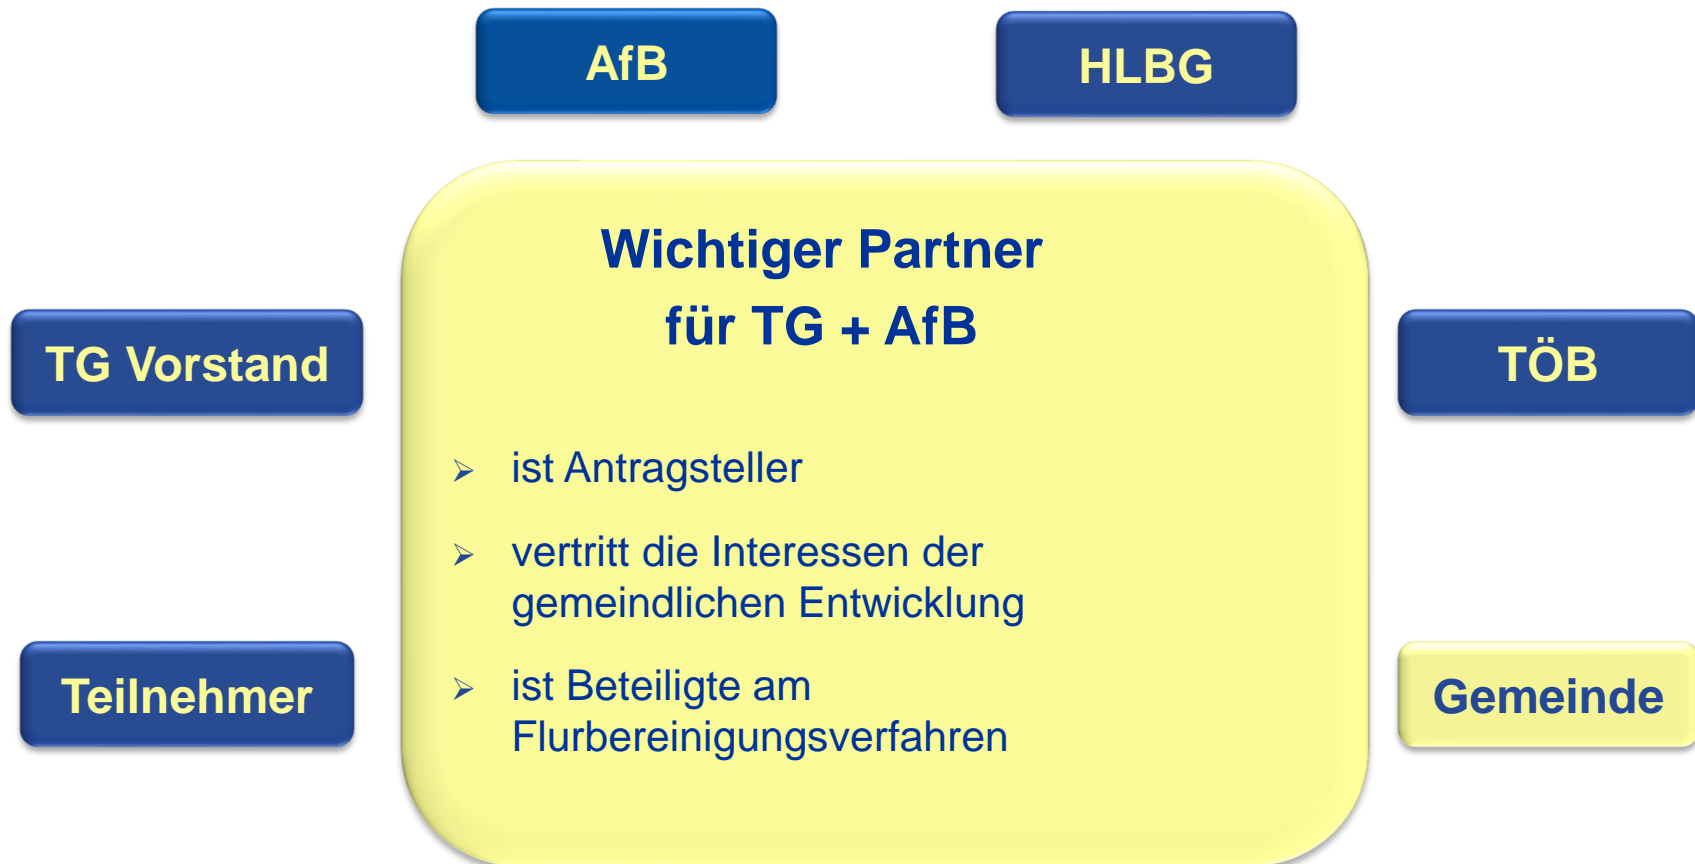 AfB
HLBG
Wichtiger Partner
für TG + AfB
TG Vorstand
TÖB
➢ ist Antragsteller
➢ vertritt die Interessen der
gemeindlichen Entwicklung
➢ ist Beteiligte am
Flurbereinigungsverfahren
Teilnehmer
Gemeinde